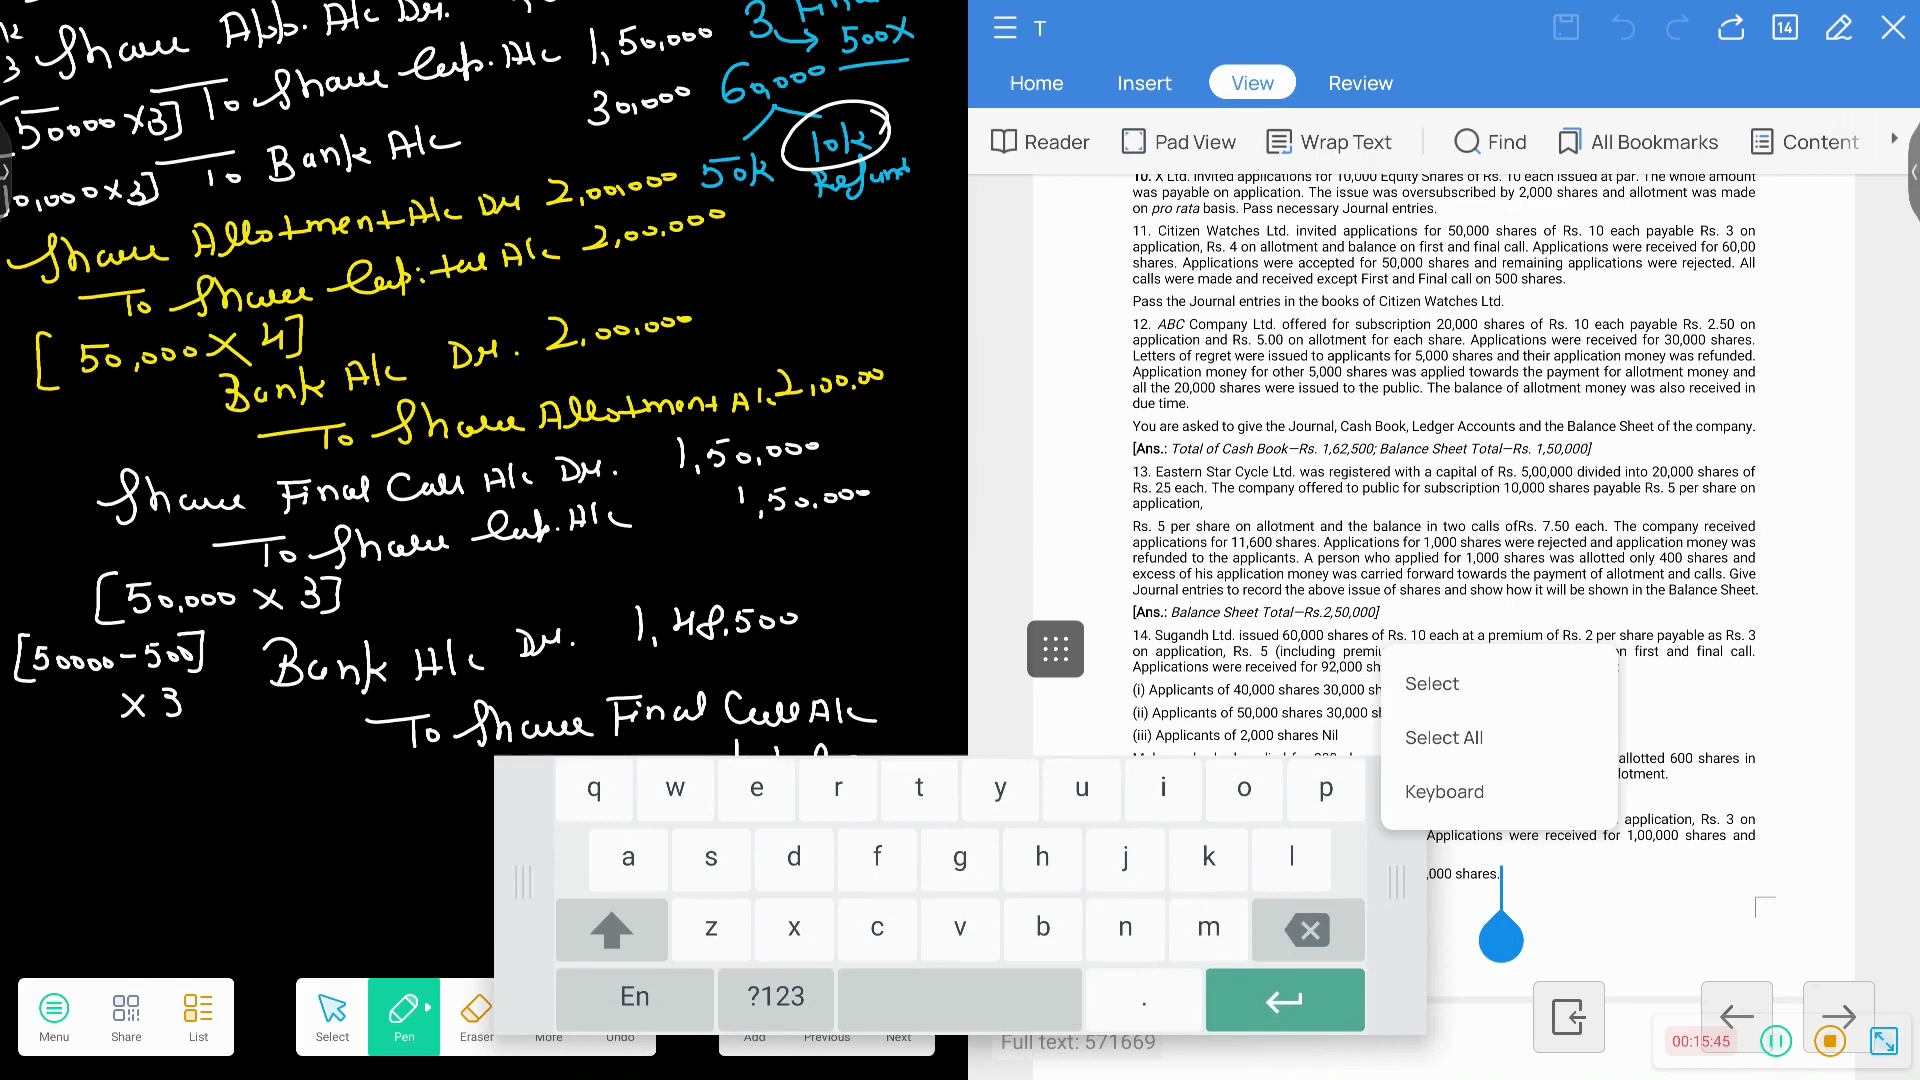 Share App. A/c Dr.
3
To Share Cap. A/c 1,50,000
[50000 x 3]
To Bank A/c 30,000
0,000 x 3]
3 Final
500 X
60,000
50k 10k
Refund
Share Allotment A/c Dr 2,00,000
To Share Capital A/c 2,00,000
[50,000 X 4]
Bank A/c Dr. 2,00,000
To Share Allotment A/c 2,00,00
Share Final Call A/c Dr. 1,50,000
To Share Cap. A/c 1,50,000
[50,000 x 3]
[50000-500] Bank A/c Dr. 1,48,500
x 3
To Share Final Call A/c
T
14
Home Insert View Review
Reader Pad View Wrap Text Find All Bookmarks Content
10. X Ltd. invited applications for 10,000 Equity Shares of Rs. 10 each issued at par. The whole amount
was payable on application. The issue was oversubscribed by 2,000 shares and allotment was made
on pro rata basis. Pass necessary Journal entries.
11. Citizen Watches Ltd. invited applications for 50,000 shares of Rs. 10 each payable Rs. 3 on
application, Rs. 4 on allotment and balance on first and final call. Applications were received for 60,00
shares. Applications were accepted for 50,000 shares and remaining applications were rejected. All
calls were made and received except First and Final call on 500 shares.
Pass the Journal entries in the books of Citizen Watches Ltd.
12. ABC Company Ltd. offered for subscription 20,000 shares of Rs. 10 each payable Rs. 2.50 on
application and Rs. 5.00 on allotment for each share. Applications were received for 30,000 shares.
Letters of regret were issued to applicants for 5,000 shares and their application money was refunded.
Application money for other 5,000 shares was applied towards the payment for allotment money and
all the 20,000 shares were issued to the public. The balance of allotment money was also received in
due time.
You are asked to give the Journal, Cash Book, Ledger Accounts and the Balance Sheet of the company.
[Ans.: Total of Cash Book—Rs. 1,62,500; Balance Sheet Total—Rs. 1,50,000]
13. Eastern Star Cycle Ltd. was registered with a capital of Rs. 5,00,000 divided into 20,000 shares of
Rs. 25 each. The company offered to public for subscription 10,000 shares payable Rs. 5 per share on
application,
Rs. 5 per share on allotment and the balance in two calls ofRs. 7.50 each. The company received
applications for 11,600 shares. Applications for 1,000 shares were rejected and application money was
refunded to the applicants. A person who applied for 1,000 shares was allotted only 400 shares and
excess of his application money was carried forward towards the payment of allotment and calls. Give
Journal entries to record the above issue of shares and show how it will be shown in the Balance Sheet.
[Ans.: Balance Sheet Total—Rs.2,50,000]
14. Sugandh Ltd. issued 60,000 shares of Rs. 10 each at a premium of Rs. 2 per share payable as Rs. 3
on application, Rs. 5 (including premiu n first and final call.
Applications were received for 92,000 sh
(i) Applicants of 40,000 shares 30,000 sh
(ii) Applicants of 50,000 shares 30,000 sh
(iii) Applicants of 2,000 shares Nil
allotted 600 shares in
lotment.
application, Rs. 3 on
Applications were received for 1,00,000 shares and
,000 shares.
Select
Select All
Keyboard
q w e r t y u i o p
a s d f g h j k l
z x c v b n m
En ?123 .
Menu Share List
Select Pen Eraser More Undo
Add Previous Next
Full text: 571669
00:15:45